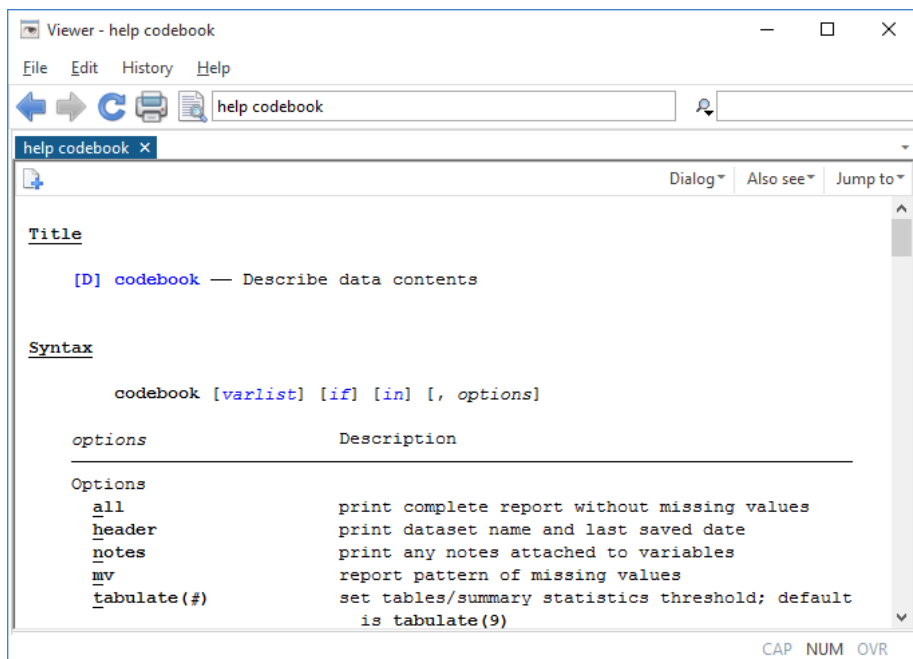 Viewer - help codebook
File Edit History Help
help codebook
help codebook ×
Dialog Also see Jump to
Title
[D] codebook — Describe data contents
Syntax
codebook [varlist] [if] [in] [, options]
options Description
Options
all print complete report without missing values
header print dataset name and last saved date
notes print any notes attached to variables
mv report pattern of missing values
tabulate(#) set tables/summary statistics threshold; default
is tabulate(9)
CAP NUM OVR